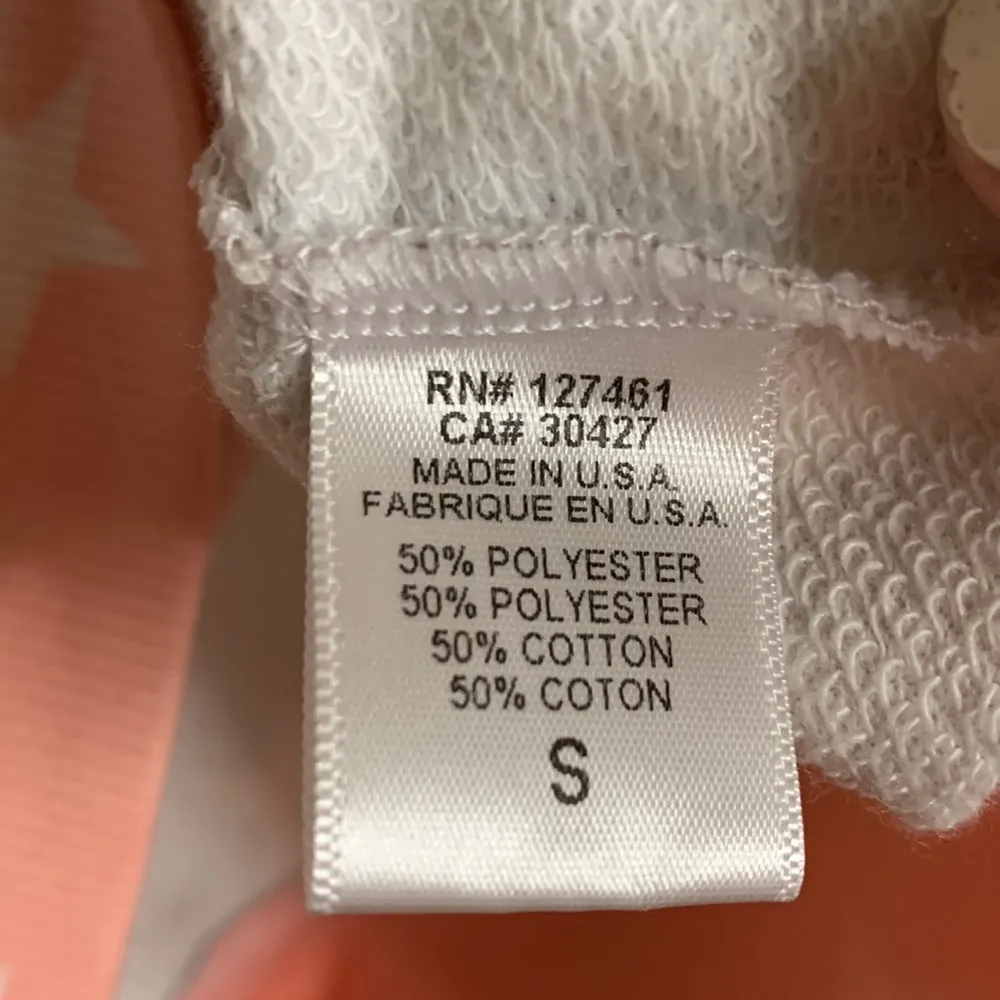 RN# 127461
CA# 30427
MADE IN U.S.A.
FABRIQUE EN U.S.A.
50% POLYESTER
50% POLYESTER
50% COTTON
50% COTON
S